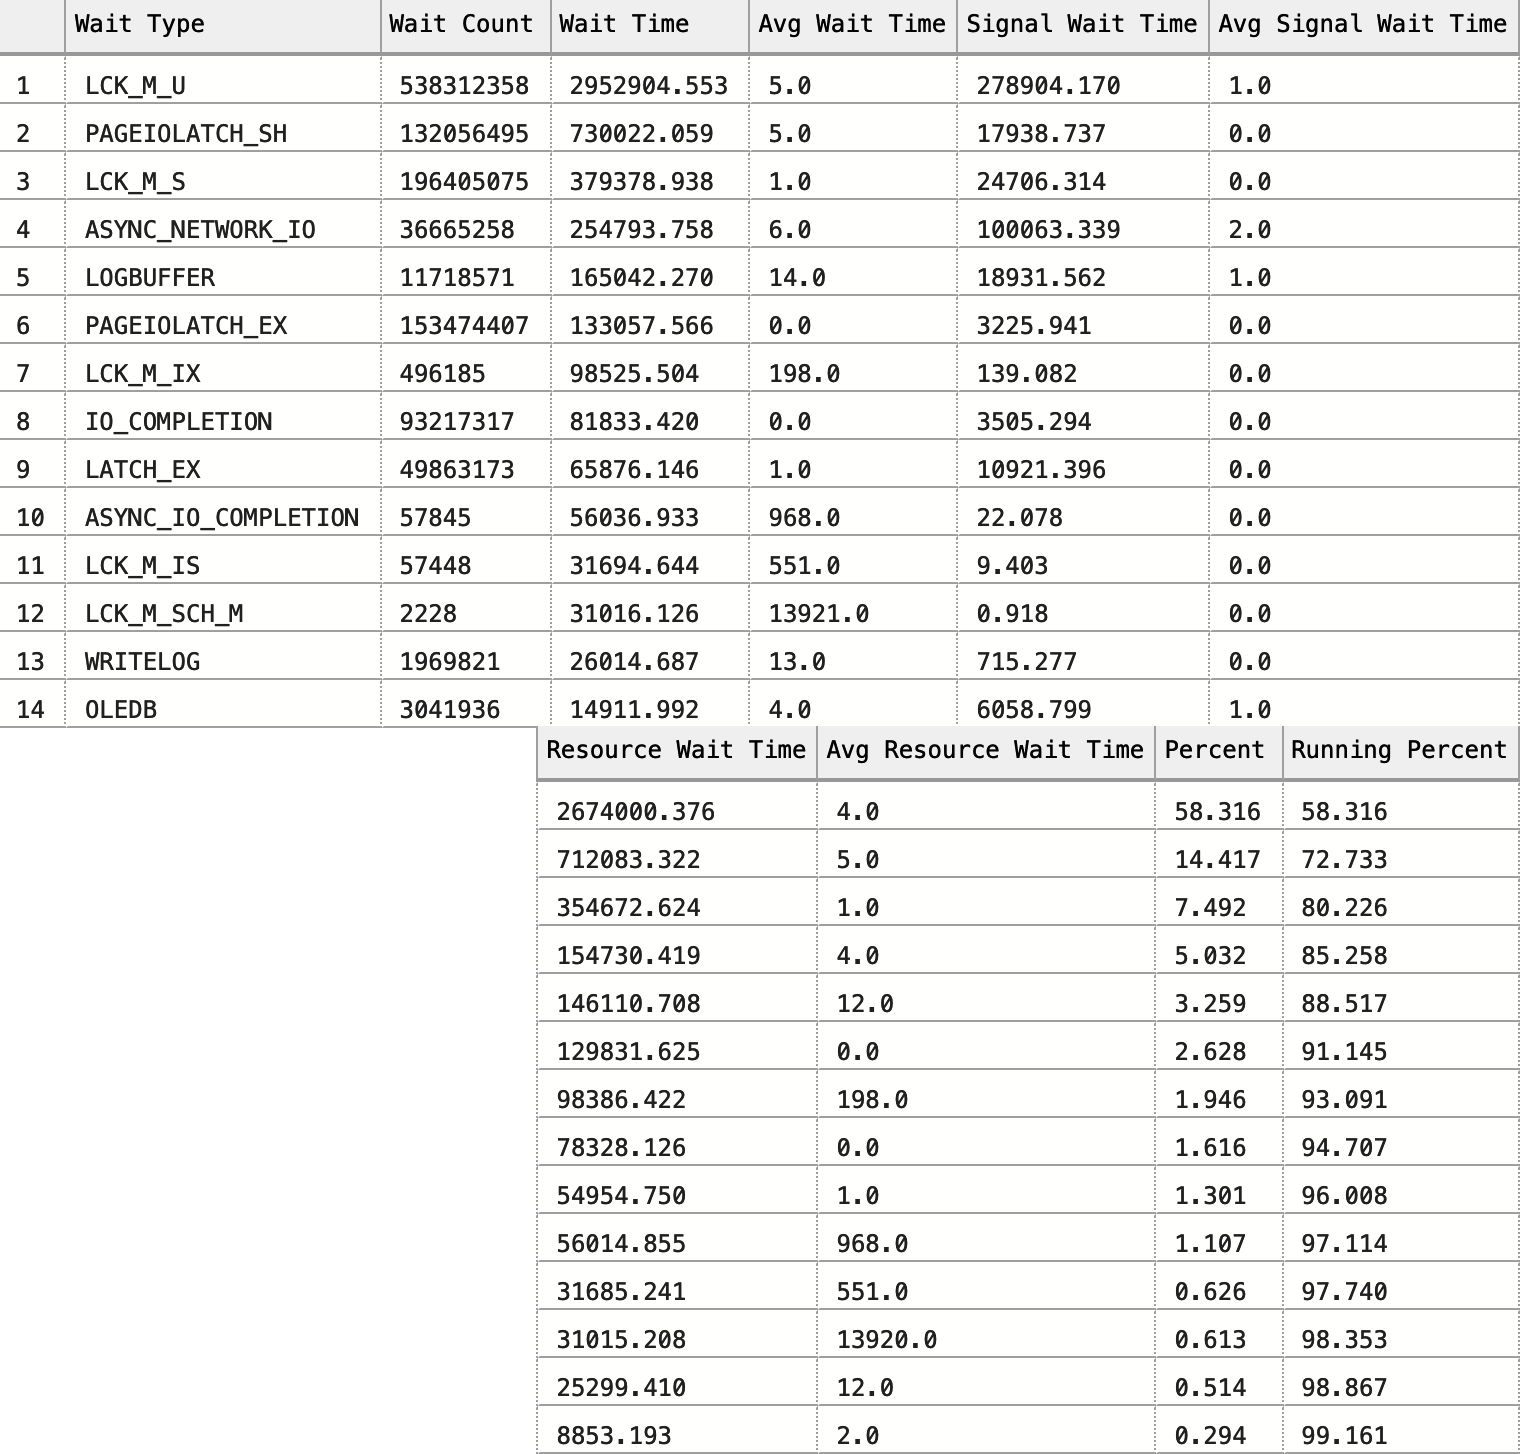 Wait Type Wait Count Wait Time Avg Wait Time Signal Wait Time Avg Signal Wait Time
1 LCK_M_U 538312358 2952904.553 5.0 278904.170 1.0
2 PAGEIOLATCH_SH 132056495 730022.059 5.0 17938.737 0.0
3 LCK_M_S 196405075 379378.938 1.0 24706.314 0.0
4 ASYNC_NETWORK_IO 36665258 254793.758 6.0 100063.339 2.0
5 LOGBUFFER 11718571 165042.270 14.0 18931.562 1.0
6 PAGEIOLATCH_EX 153474407 133057.566 0.0 3225.941 0.0
7 LCK_M_IX 496185 98525.504 198.0 139.082 0.0
8 IO_COMPLETION 93217317 81833.420 0.0 3505.294 0.0
9 LATCH_EX 49863173 65876.146 1.0 10921.396 0.0
10 ASYNC_IO_COMPLETION 57845 56036.933 968.0 22.078 0.0
11 LCK_M_IS 57448 31694.644 551.0 9.403 0.0
12 LCK_M_SCH_M 2228 31016.126 13921.0 0.918 0.0
13 WRITELOG 1969821 26014.687 13.0 715.277 0.0
14 OLEDB 3041936 14911.992 4.0 6058.799 1.0
Resource Wait Time Avg Resource Wait Time Percent Running Percent
2674000.376 4.0 58.316 58.316
712083.322 5.0 14.417 72.733
354672.624 1.0 7.492 80.226
154730.419 4.0 5.032 85.258
146110.708 12.0 3.259 88.517
129831.625 0.0 2.628 91.145
98386.422 198.0 1.946 93.091
78328.126 0.0 1.616 94.707
54954.750 1.0 1.301 96.008
56014.855 968.0 1.107 97.114
31685.241 551.0 0.626 97.740
31015.208 13920.0 0.613 98.353
25299.410 12.0 0.514 98.867
8853.193 2.0 0.294 99.161